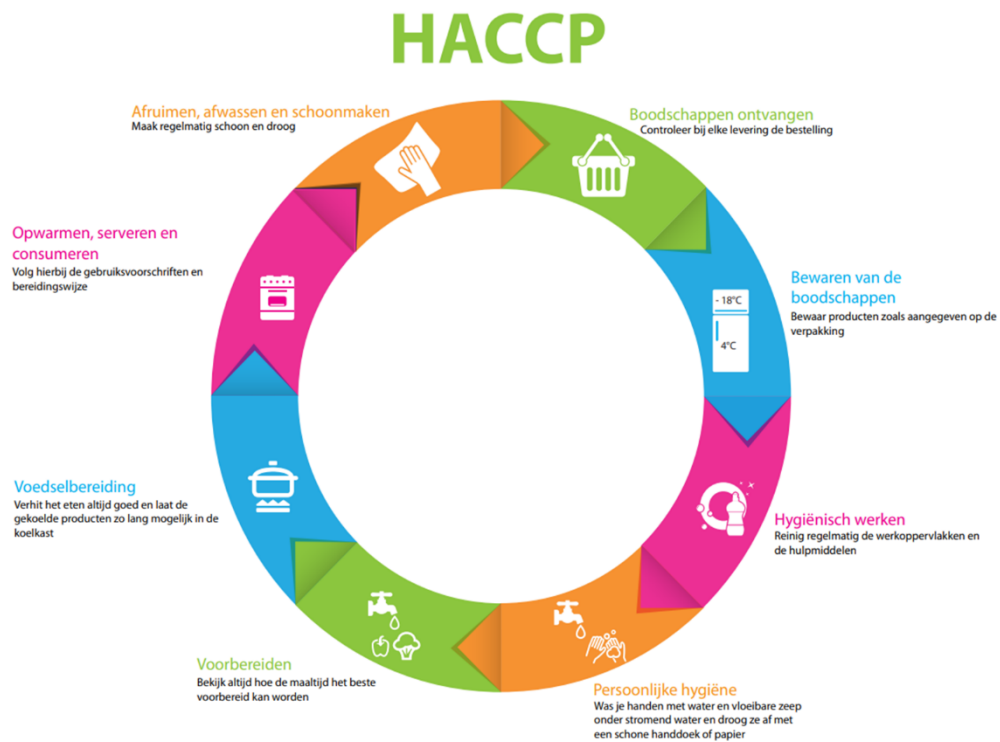 HACCP
Boodschappen ontvangen
Controleer bij elke levering de bestelling
Bewaren van de
boodschappen
Bewaar producten zoals aangegeven op de
verpakking
- 18°C
4°C
Hygiënisch werken
Reinig regelmatig de werkoppervlakken en
de hulpmiddelen
Persoonlijke hygiëne
Was je handen met water en vloeibare zeep
onder stromend water en droog ze af met
een schone handdoek of papier
Voorbereiden
Bekijk altijd hoe de maaltijd het beste
voorbereid kan worden
Voedselbereiding
Verhit het eten altijd goed en laat de
gekoelde producten zo lang mogelijk in de
koelkast
Opwarmen, serveren en
consumeren
Volg hierbij de gebruiksvoorschriften en
bereidingswijze
Afruimen, afwassen en schoonmaken
Maak regelmatig schoon en droog